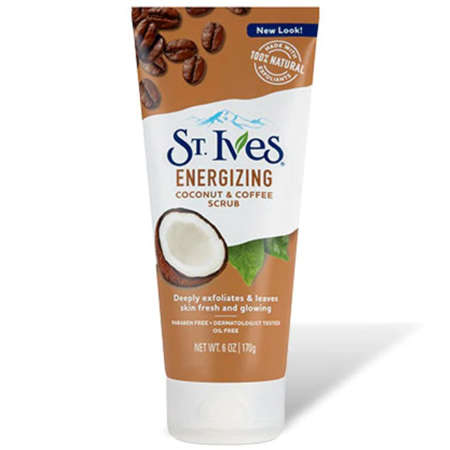 New Look!
MADE WITH
100% NATURAL
EXFOLIANTS
ST. IVES®
ENERGIZING
COCONUT & COFFEE
SCRUB
Deeply exfoliates & leaves
skin fresh and glowing
PARABEN FREE • DERMATOLOGIST TESTED
OIL FREE
NET WT. 6 OZ | 170g